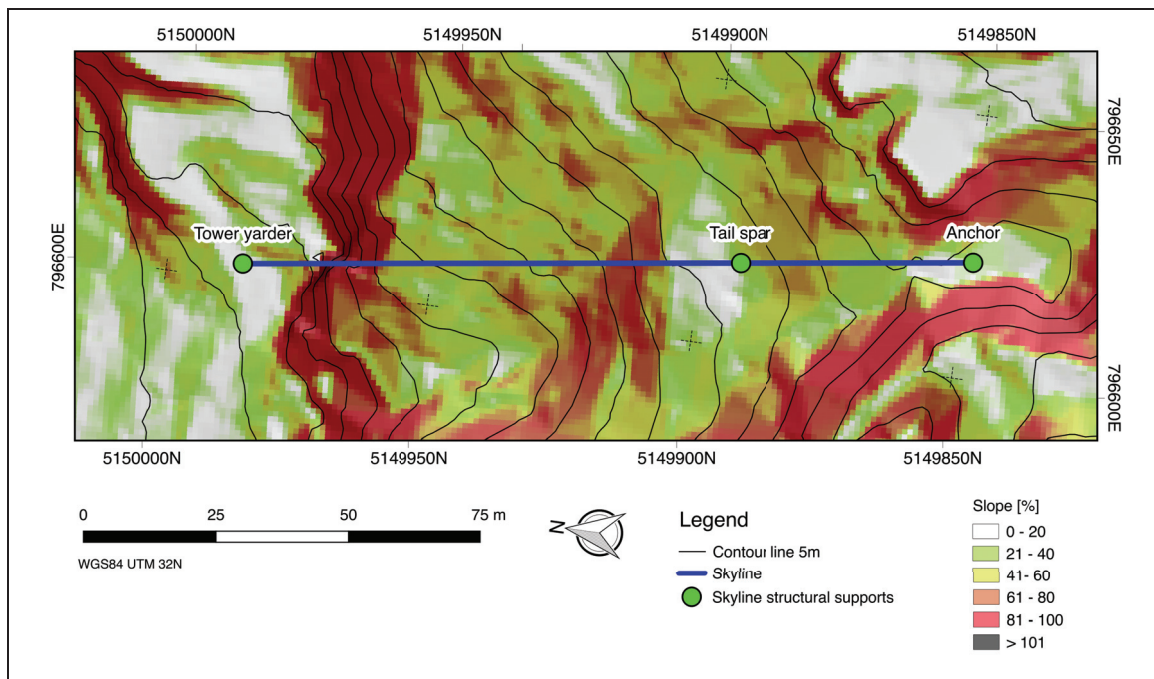 5150000N 5149950N 5149900N 5149850N
796650E
Tower yarder Tail spar Anchor
796600E
796600E
5150000N 5149950N 5149900N 5149850N
0 25 50 75 m
WGS84 UTM 32N
N
Legend
Contour line 5m
Skyline
Skyline structural supports
Slope [%]
0 - 20
21 - 40
41- 60
61 - 80
81 - 100
> 101